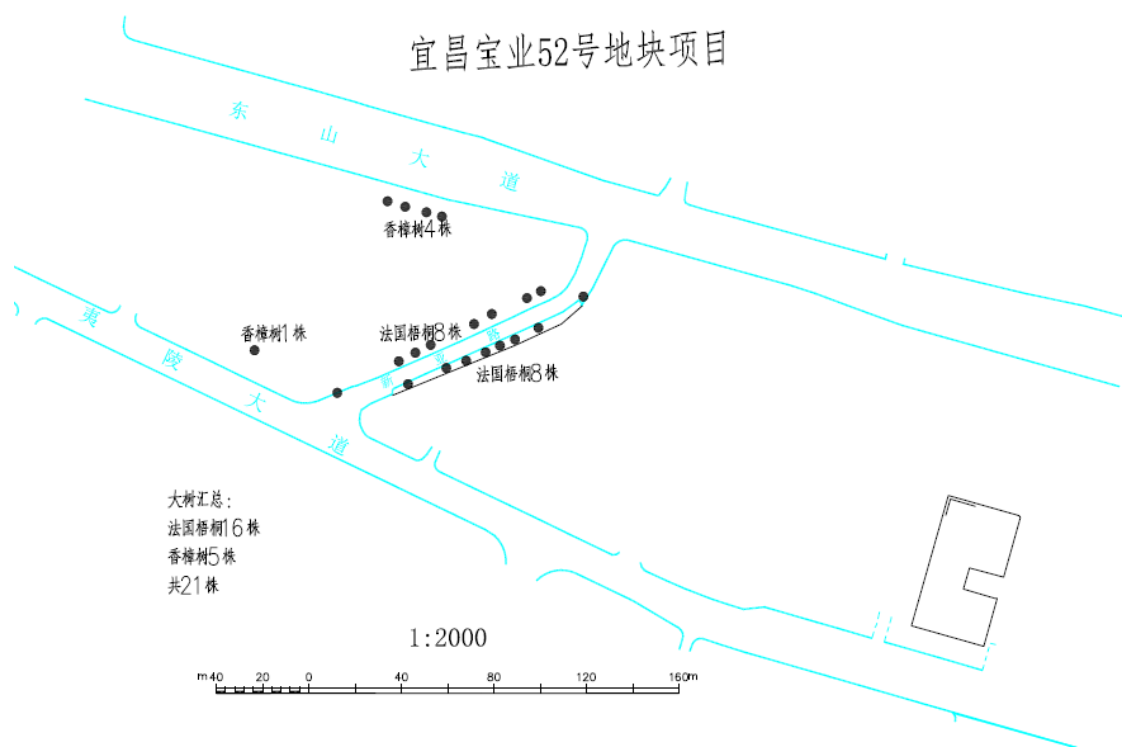 宜昌宝业52号地块项目
东山大道
香樟树4株
夷陵大道
香樟树1株
法国梧桐8株
业路
法国梧桐8株
大树汇总：
法国梧桐16株
香樟树5株
共21株
1:2000
m40 20 0 40 80 120 160m